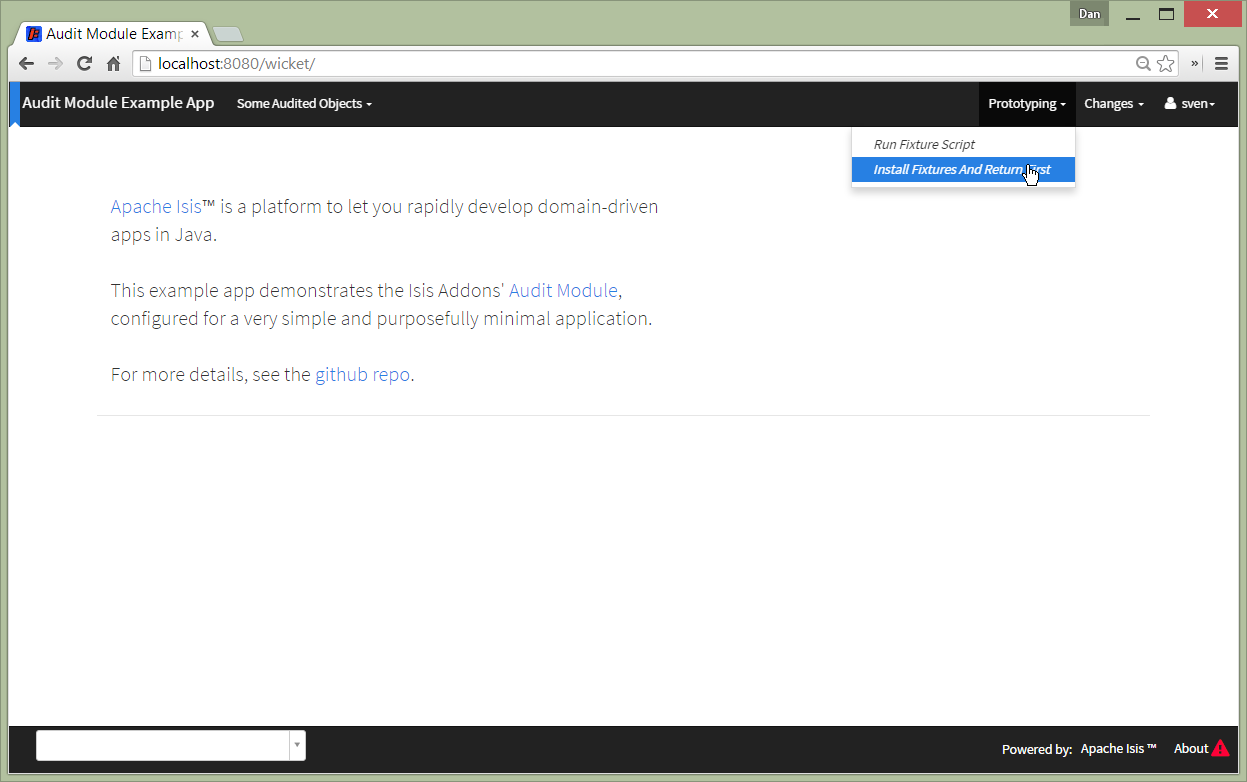 Dan
Audit Module Examp
localhost:8080/wicket/
»
Audit Module Example App Some Audited Objects Prototyping Changes sven
Run Fixture Script
Install Fixtures And Return First
Apache Isis™ is a platform to let you rapidly develop domain-driven
apps in Java.
This example app demonstrates the Isis Addons' Audit Module,
configured for a very simple and purposefully minimal application.
For more details, see the github repo.
Powered by: Apache Isis ™ About